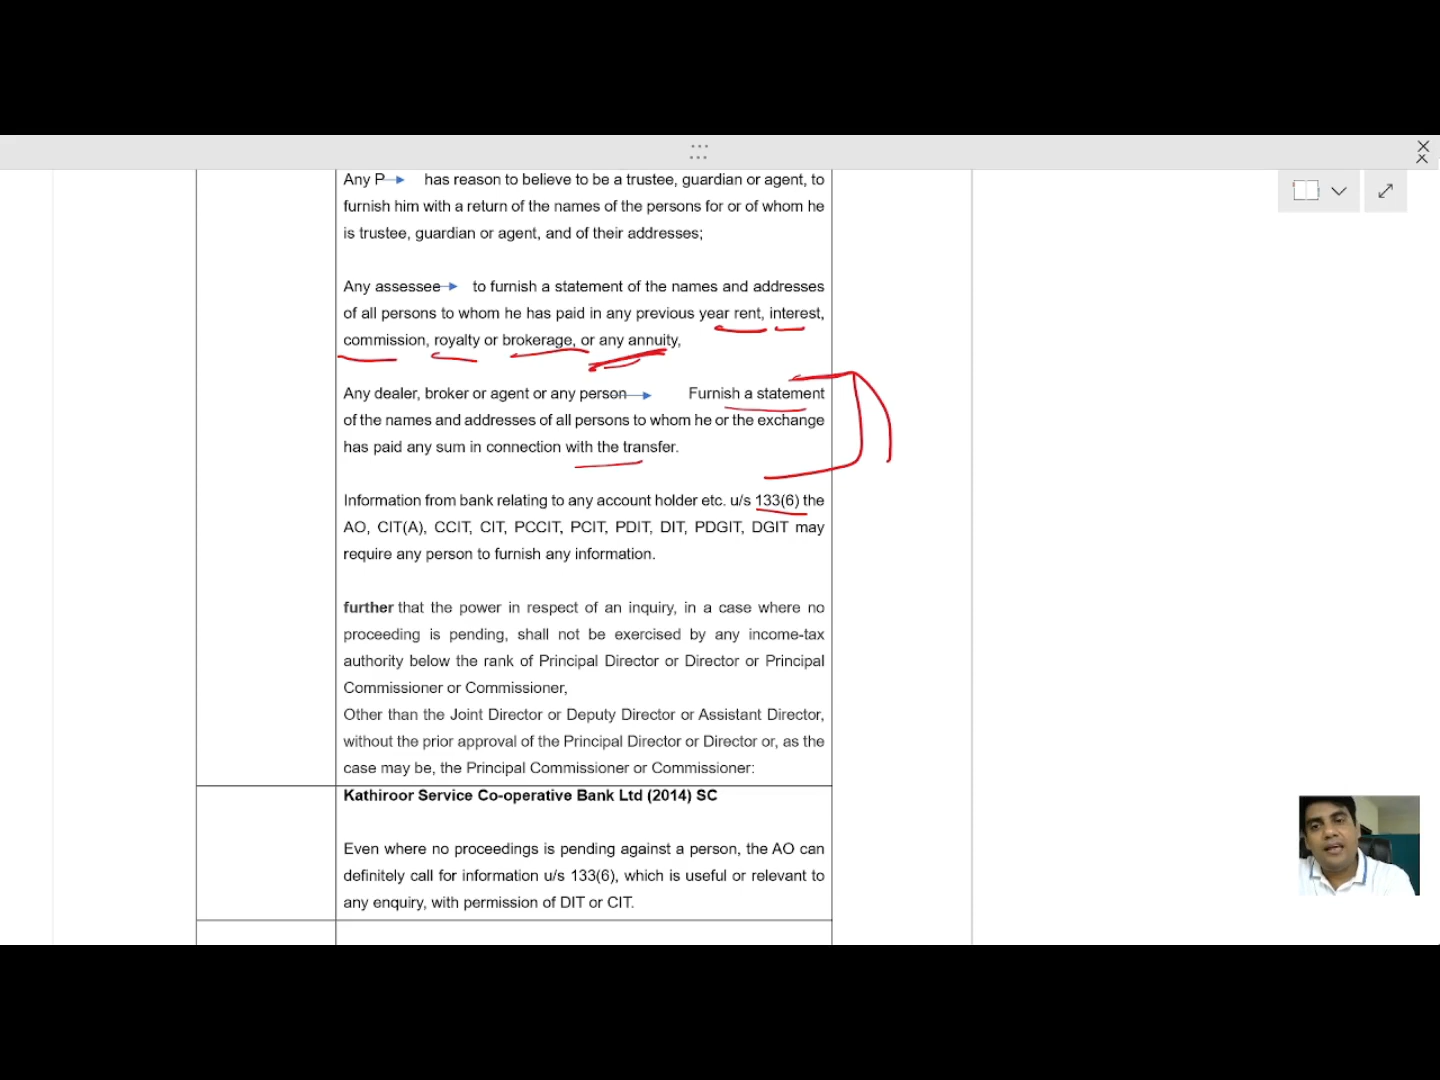 Any P has reason to believe to be a trustee, guardian or agent, to
furnish him with a return of the names of the persons for or of whom he
is trustee, guardian or agent, and of their addresses;
Any assessee to furnish a statement of the names and addresses
of all persons to whom he has paid in any previous year rent, interest,
commission, royalty or brokerage, or any annuity,
Any dealer, broker or agent or any person Furnish a statement
of the names and addresses of all persons to whom he or the exchange
has paid any sum in connection with the transfer.
Information from bank relating to any account holder etc. u/s 133(6) the
AO, CIT(A), CCIT, CIT, PCCIT, PCIT, PDIT, DIT, PDGIT, DGIT may
require any person to furnish any information.
further that the power in respect of an inquiry, in a case where no
proceeding is pending, shall not be exercised by any income-tax
authority below the rank of Principal Director or Director or Principal
Commissioner or Commissioner,
Other than the Joint Director or Deputy Director or Assistant Director,
without the prior approval of the Principal Director or Director or, as the
case may be, the Principal Commissioner or Commissioner:
Kathiroor Service Co-operative Bank Ltd (2014) SC
Even where no proceedings is pending against a person, the AO can
definitely call for information u/s 133(6), which is useful or relevant to
any enquiry, with permission of DIT or CIT.